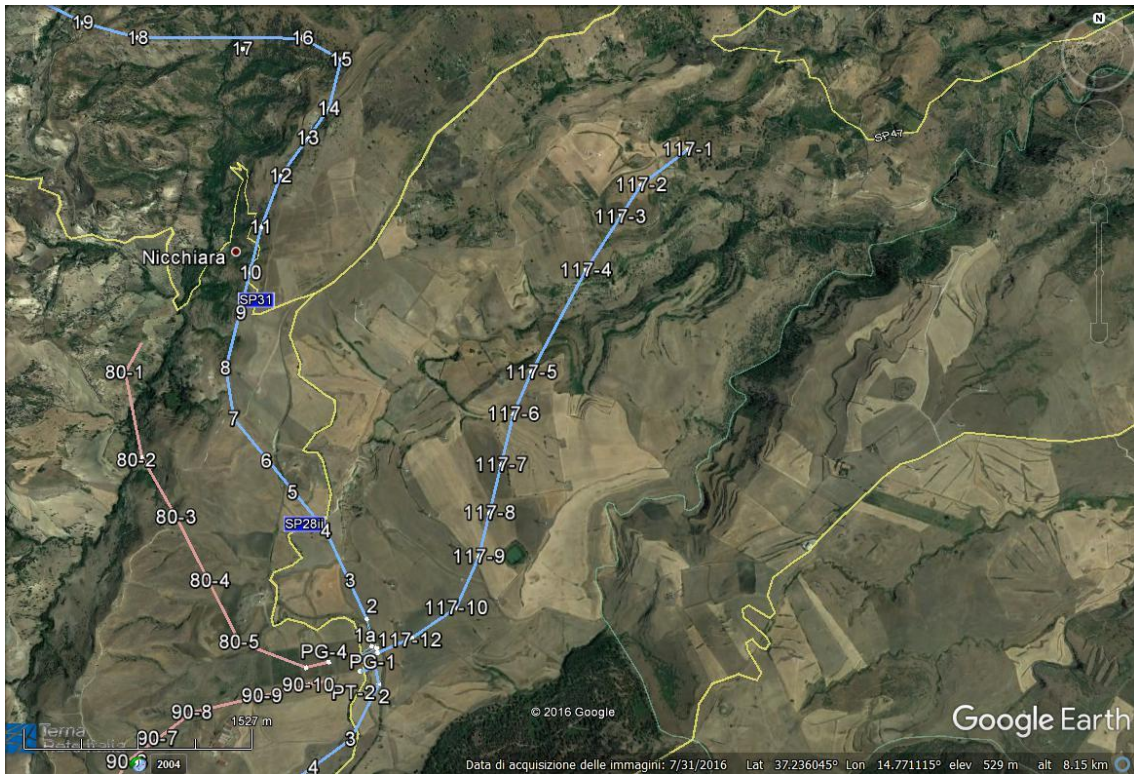 19
18
17
16
15
14
13
12
11
10
Nicchiara
SP31
9
8
7
6
5
SP28ii
4
3
2
1a
SP47
117-1
117-2
117-3
117-4
117-5
117-6
117-7
117-8
117-9
117-10
117-12
80-1
80-2
80-3
80-4
80-5
PG-4
PG-1
PT-2
2
90-10
90-9
90-8
90-7
90-6
3
4
1527 m
Terna
Rete Italia
2004
© 2016 Google
Google Earth
Data di acquisizione delle immagini: 7/31/2016 Lat 37.236045° Lon 14.771115° elev 529 m alt 8.15 km
N